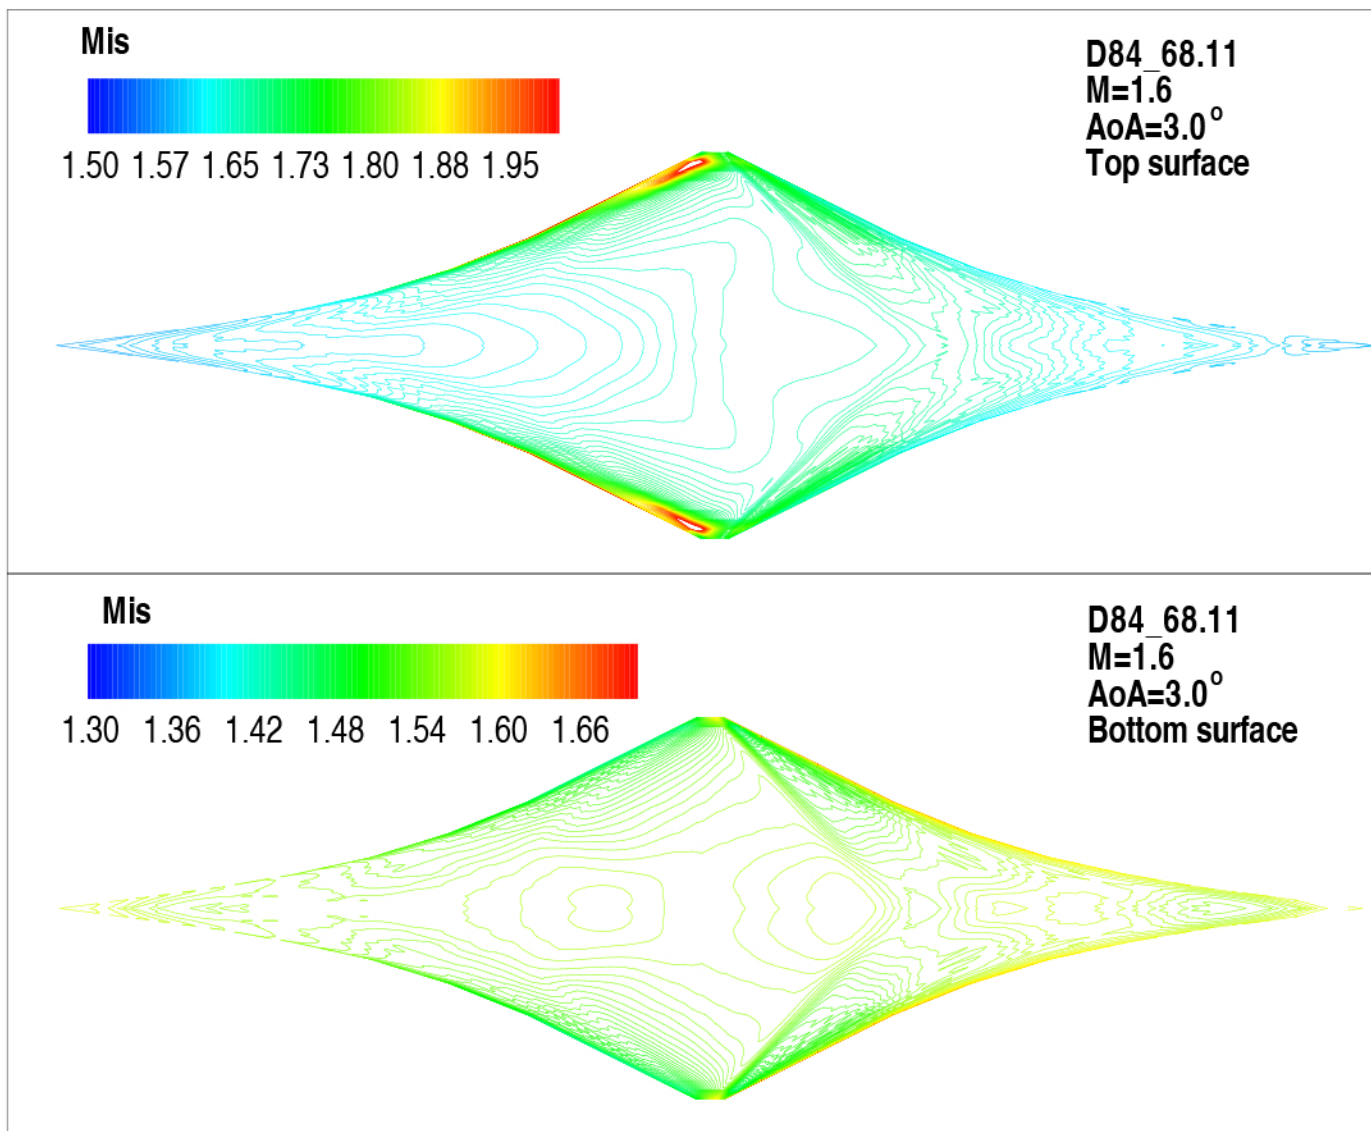 Mis
1.50 1.57 1.65 1.73 1.80 1.88 1.95
D84_68.11
M=1.6
AoA=3.0°
Top surface
Mis
1.30 1.36 1.42 1.48 1.54 1.60 1.66
D84_68.11
M=1.6
AoA=3.0°
Bottom surface